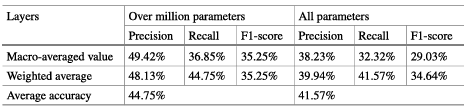 Layers Over million parameters All parameters
Precision Recall F1-score Precision Recall F1-score
Macro-averaged value 49.42% 36.85% 35.25% 38.23% 32.32% 29.03%
Weighted average 48.13% 44.75% 35.25% 39.94% 41.57% 34.64%
Average accuracy 44.75% 41.57%